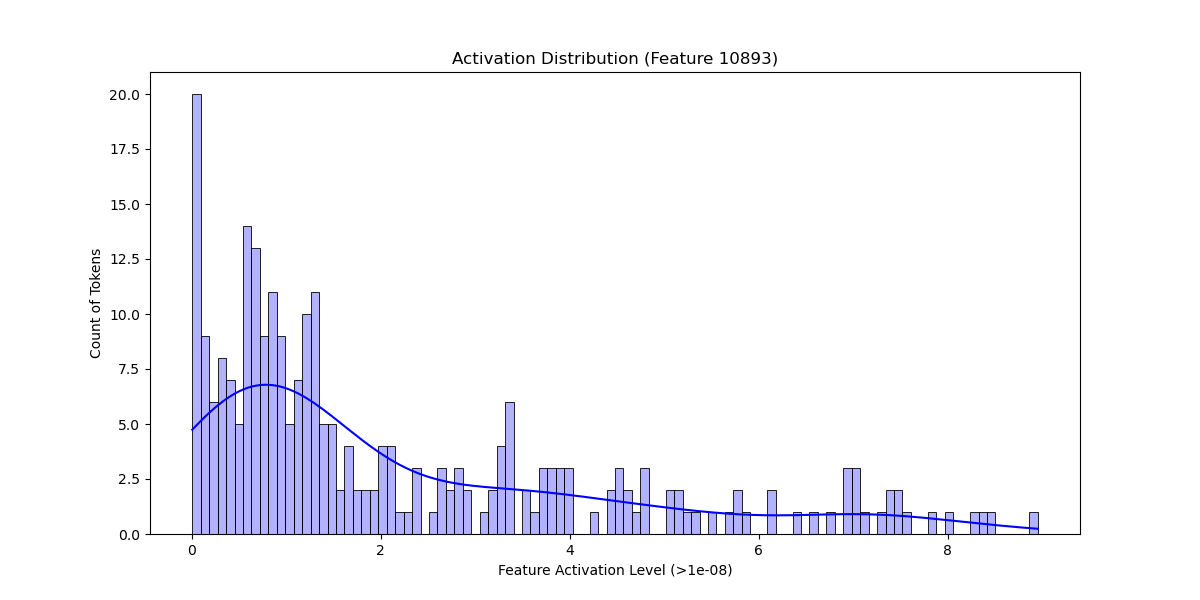 Activation Distribution (Feature 10893)
20.0
17.5
15.0
12.5
10.0
7.5
5.0
2.5
0.0
Count of Tokens
0 2 4 6 8
Feature Activation Level (>1e-08)